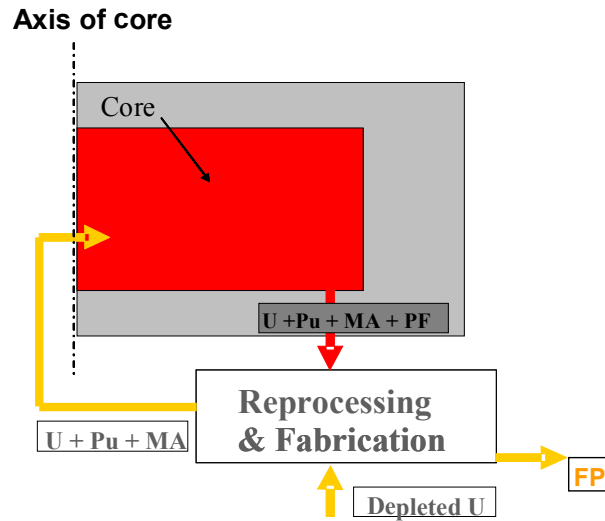 Axis of core
Core
U +Pu + MA + PF
Reprocessing
& Fabrication
U + Pu + MA
FP
Depleted U